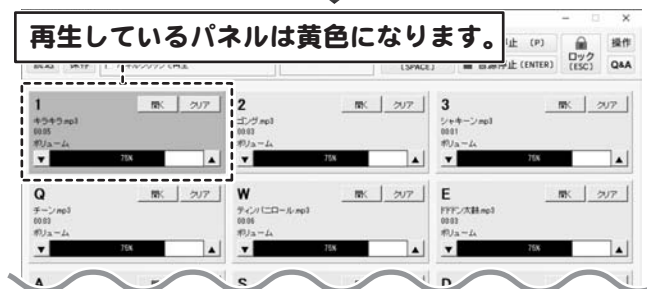 再生しているパネルは黄色になります。
止 (P)
ロック
(ESC)
操作
Q&A
(SPACE)
停止 (ENTER)
1 開く クリア
キラキラ.mp3
00:05
ボリューム
▼ 75% ▲
2 開く クリア
ゴング.mp3
00:03
ボリューム
▼ 75% ▲
3 開く クリア
シャキーン.mp3
00:01
ボリューム
▼ 75% ▲
Q 開く クリア
チーン.mp3
00:03
ボリューム
▼ 75% ▲
W 開く クリア
ティンパニロール.mp3
00:06
ボリューム
▼ 75% ▲
E 開く クリア
ドドドン太鼓.mp3
00:03
ボリューム
▼ 75% ▲
A
S
D